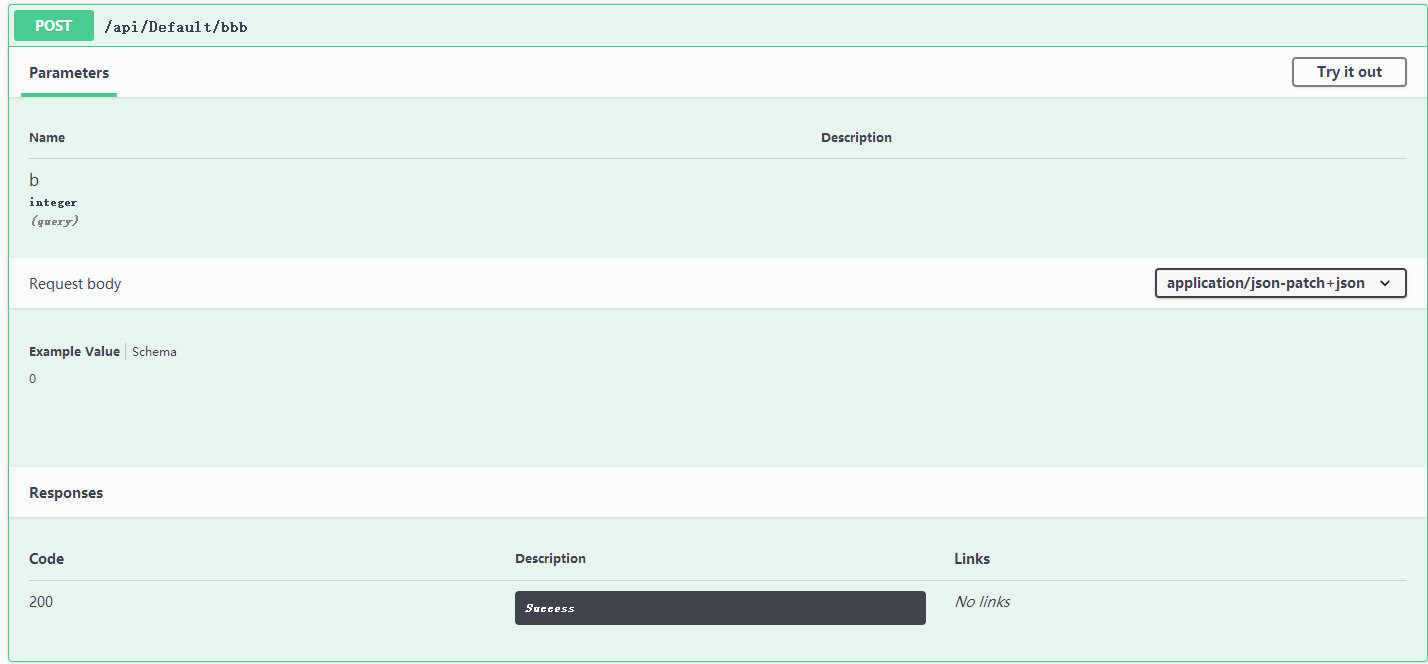 POST /api/Default/bbb
Parameters Try it out
Name Description
b
integer
(query)
Request body application/json-patch+json
Example Value Schema
0
Responses
Code Description Links
200 Success No links